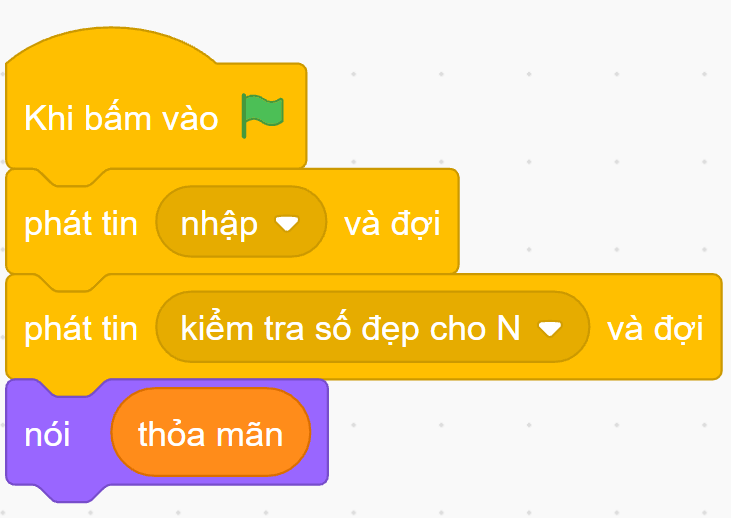 Khi bấm vào
phát tin nhập và đợi
phát tin kiểm tra số đẹp cho N và đợi
nói thỏa mãn